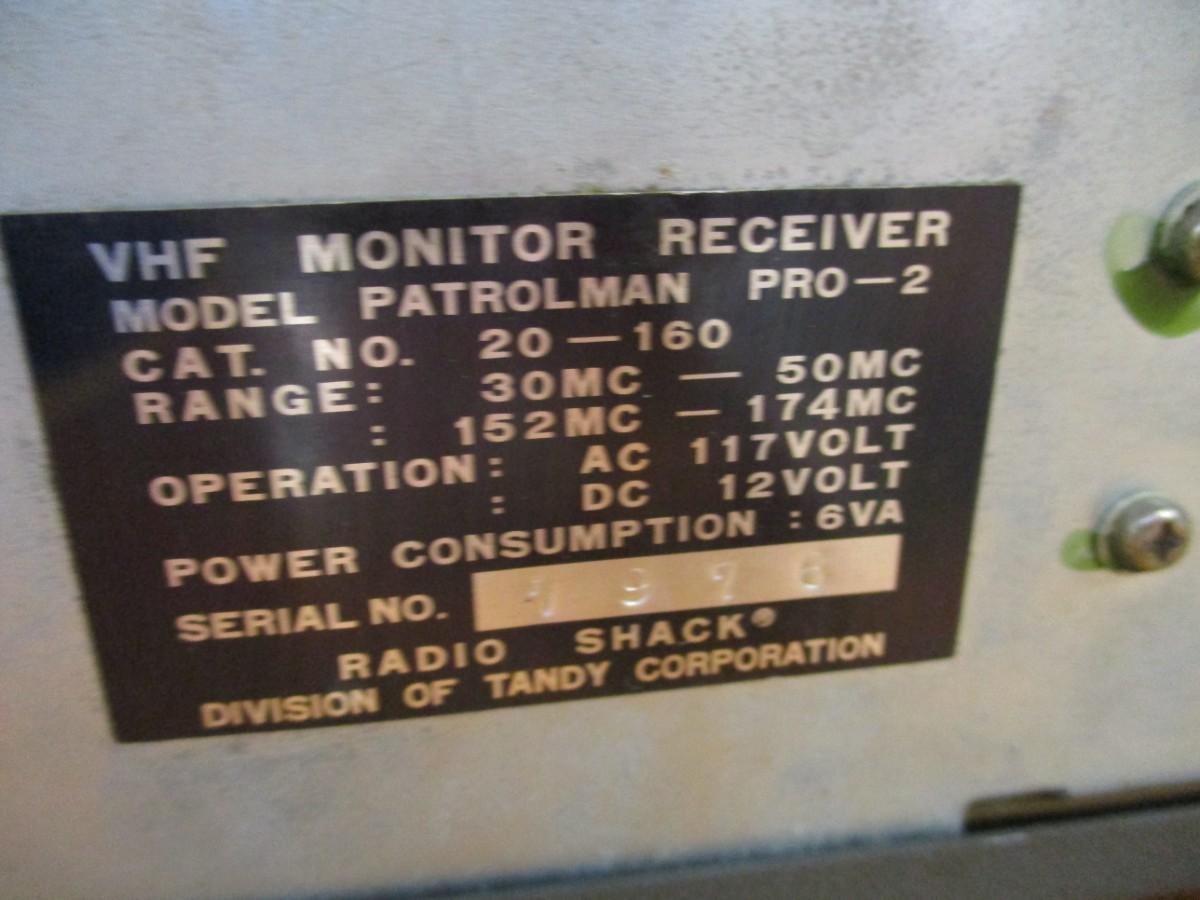 VHF MONITOR RECEIVER
MODEL PATROLMAN PRO—2
CAT. NO. 20—160
RANGE: 30MC — 50MC
: 152MC — 174MC
OPERATION: AC 117VOLT
: DC 12VOLT
POWER CONSUMPTION : 6VA
SERIAL NO.
RADIO SHACK®
DIVISION OF TANDY CORPORATION